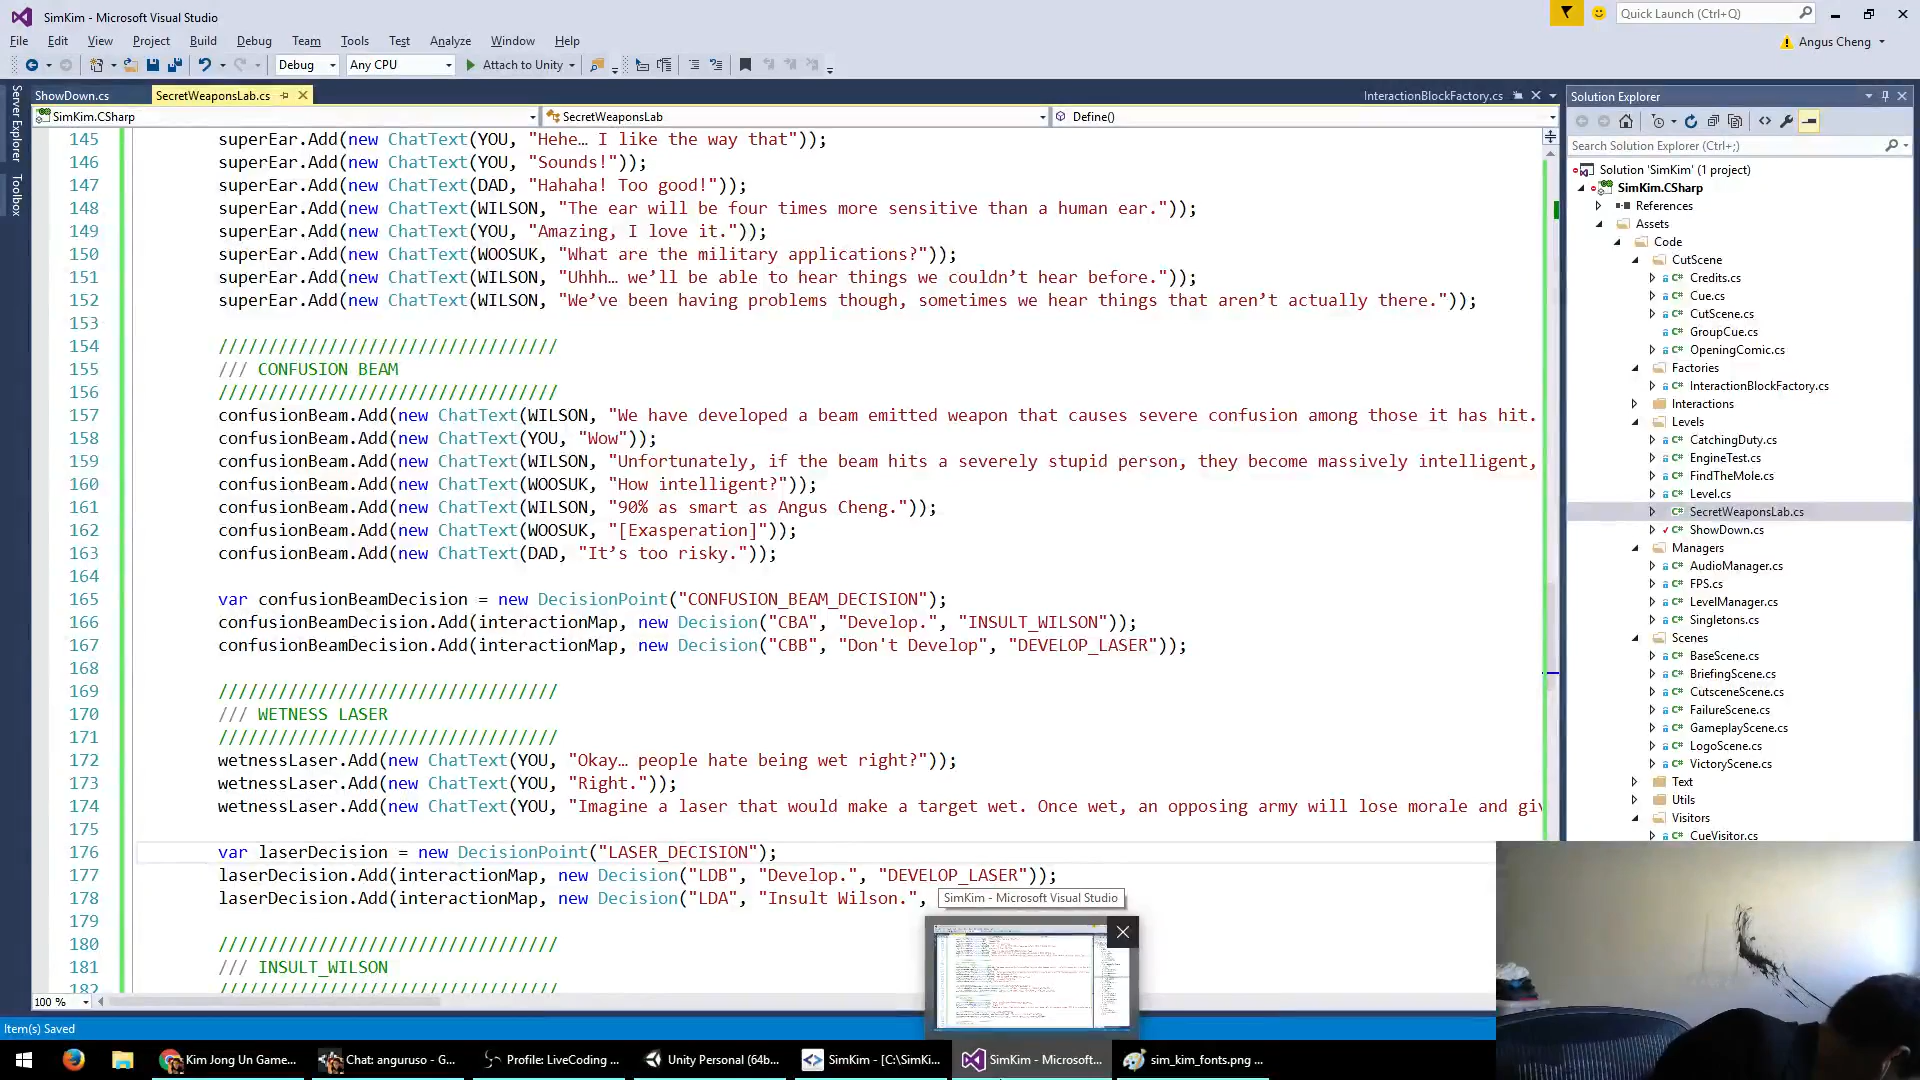 SimKim - Microsoft Visual Studio
Quick Launch (Ctrl+Q)
File Edit View Project Build Debug Team Tools Test Analyze Window Help
Angus Cheng
Debug Any CPU Attach to Unity
Server Explorer
Toolbox
ShowDown.cs SecretWeaponsLab.cs InteractionBlockFactory.cs
SimKim.CSharp SecretWeaponsLab Define()
145 superEar.Add(new ChatText(YOU, "Hehe… I like the way that"));
146 superEar.Add(new ChatText(YOU, "Sounds!"));
147 superEar.Add(new ChatText(DAD, "Hahaha! Too good!"));
148 superEar.Add(new ChatText(WILSON, "The ear will be four times more sensitive than a human ear."));
149 superEar.Add(new ChatText(YOU, "Amazing, I love it."));
150 superEar.Add(new ChatText(WOOSUK, "What are the military applications?"));
151 superEar.Add(new ChatText(WILSON, "Uhhh… we’ll be able to hear things we couldn’t hear before."));
152 superEar.Add(new ChatText(WILSON, "We’ve been having problems though, sometimes we hear things that aren’t actually there."));
153
154 //////////////////////////////////
155 /// CONFUSION BEAM
156 //////////////////////////////////
157 confusionBeam.Add(new ChatText(WILSON, "We have developed a beam emitted weapon that causes severe confusion among those it has hit.
158 confusionBeam.Add(new ChatText(YOU, "Wow"));
159 confusionBeam.Add(new ChatText(WILSON, "Unfortunately, if the beam hits a severely stupid person, they become massively intelligent,
160 confusionBeam.Add(new ChatText(WOOSUK, "How intelligent?"));
161 confusionBeam.Add(new ChatText(WILSON, "90% as smart as Angus Cheng."));
162 confusionBeam.Add(new ChatText(WOOSUK, "[Exasperation]"));
163 confusionBeam.Add(new ChatText(DAD, "It’s too risky."));
164
165 var confusionBeamDecision = new DecisionPoint("CONFUSION_BEAM_DECISION");
166 confusionBeamDecision.Add(interactionMap, new Decision("CBA", "Develop.", "INSULT_WILSON"));
167 confusionBeamDecision.Add(interactionMap, new Decision("CBB", "Don't Develop", "DEVELOP_LASER"));
168
169 //////////////////////////////////
170 /// WETNESS LASER
171 //////////////////////////////////
172 wetnessLaser.Add(new ChatText(YOU, "Okay… people hate being wet right?"));
173 wetnessLaser.Add(new ChatText(YOU, "Right."));
174 wetnessLaser.Add(new ChatText(YOU, "Imagine a laser that would make a target wet. Once wet, an opposing army will lose morale and giv
175
176 var laserDecision = new DecisionPoint("LASER_DECISION");
177 laserDecision.Add(interactionMap, new Decision("LDB", "Develop.", "DEVELOP_LASER"));
178 laserDecision.Add(interactionMap, new Decision("LDA", "Insult Wilson.",
SimKim - Microsoft Visual Studio
179
180 //////////////////////////////////
181 /// INSULT_WILSON
182 //////////////////////////////////
100 %
Item(s) Saved
Solution Explorer
Search Solution Explorer (Ctrl+;)
Solution 'SimKim' (1 project)
SimKim.CSharp
References
Assets
Code
CutScene
Credits.cs
Cue.cs
CutScene.cs
GroupCue.cs
OpeningComic.cs
Factories
InteractionBlockFactory.cs
Interactions
Levels
CatchingDuty.cs
EngineTest.cs
FindTheMole.cs
Level.cs
SecretWeaponsLab.cs
ShowDown.cs
Managers
AudioManager.cs
FPS.cs
LevelManager.cs
Singletons.cs
Scenes
BaseScene.cs
BriefingScene.cs
CutsceneScene.cs
FailureScene.cs
GameplayScene.cs
LogoScene.cs
VictoryScene.cs
Text
Utils
Visitors
CueVisitor.cs
Kim Jong Un Game... Chat: anguruso - G... Profile: LiveCoding ... Unity Personal (64b... SimKim - [C:\SimKi... SimKim - Microsoft... sim_kim_fonts.png ...